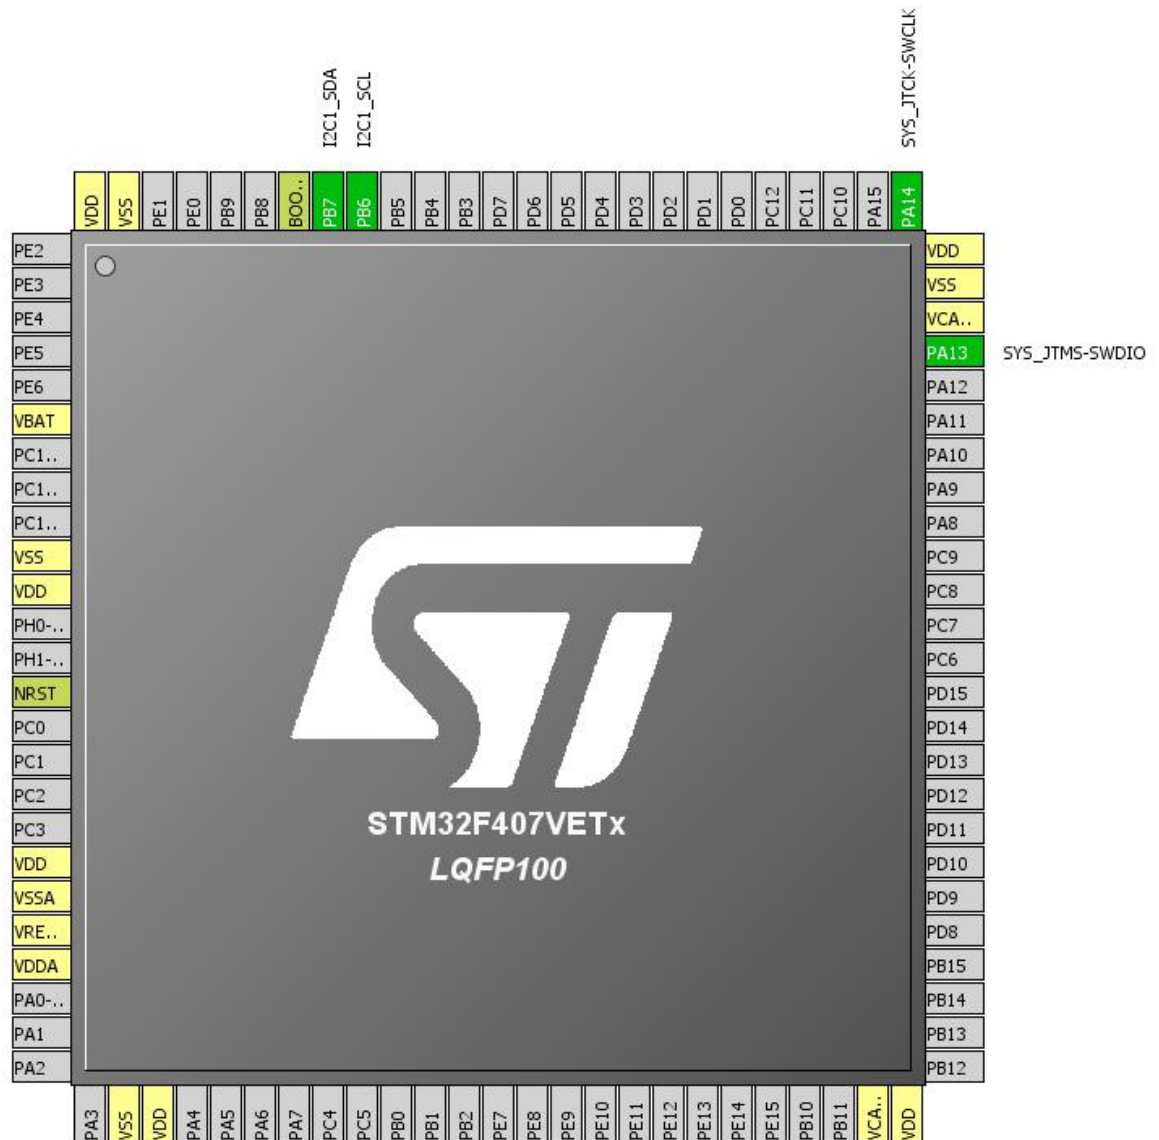 SYS_JTCK-SWCLK
I2C1_SDA
I2C1_SCL
VDD
VSS
PE1
PE0
PB9
PB8
BOO..
PB7
PB6
PB5
PB4
PB3
PD7
PD6
PD5
PD4
PD3
PD2
PD1
PD0
PC12
PC11
PC10
PA15
PA14
PE2
PE3
PE4
PE5
PE6
VBAT
PC1..
PC1..
PC1..
VSS
VDD
PH0-..
PH1-..
NRST
PC0
PC1
PC2
PC3
VDD
VSSA
VRE..
VDDA
PA0-..
PA1
PA2
STM32F407VETx
LQFP100
VDD
VSS
VCA..
PA13 SYS_JTMS-SWDIO
PA12
PA11
PA10
PA9
PA8
PC9
PC8
PC7
PC6
PD15
PD14
PD13
PD12
PD11
PD10
PD9
PD8
PB15
PB14
PB13
PB12
PA3
VSS
VDD
PA4
PA5
PA6
PA7
PC4
PC5
PB0
PB1
PB2
PE7
PE8
PE9
PE10
PE11
PE12
PE13
PE14
PE15
PB10
PB11
VCA..
VDD